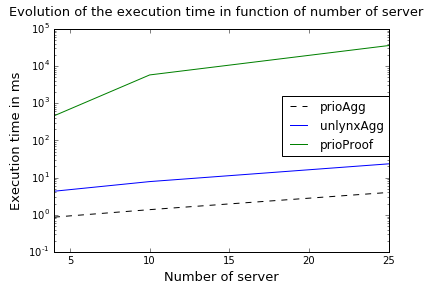 Evolution of the execution time in function of number of server
Execution time in ms
10^5
10^4
10^3
10^2
10^1
10^0
10^-1
prioAgg
unlynxAgg
prioProof
5 10 15 20 25
Number of server